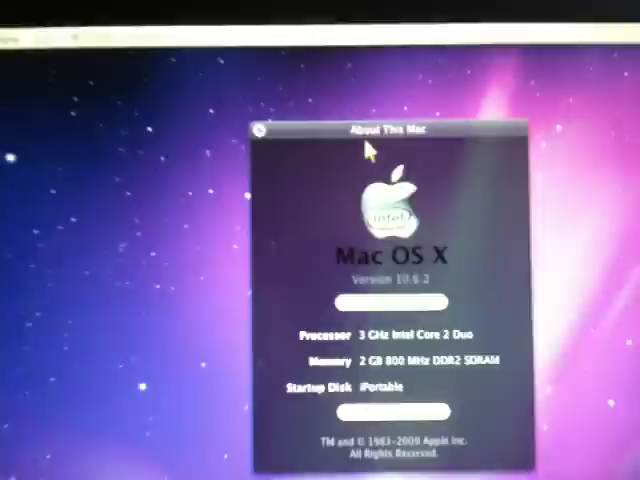 About This Mac
intel
Mac OS X
Version 10.6.2
Processor 3 GHz Intel Core 2 Duo
Memory 2 GB 800 MHz DDR2 SDRAM
Startup Disk iPortable
TM and © 1983-2009 Apple Inc.
All Rights Reserved.